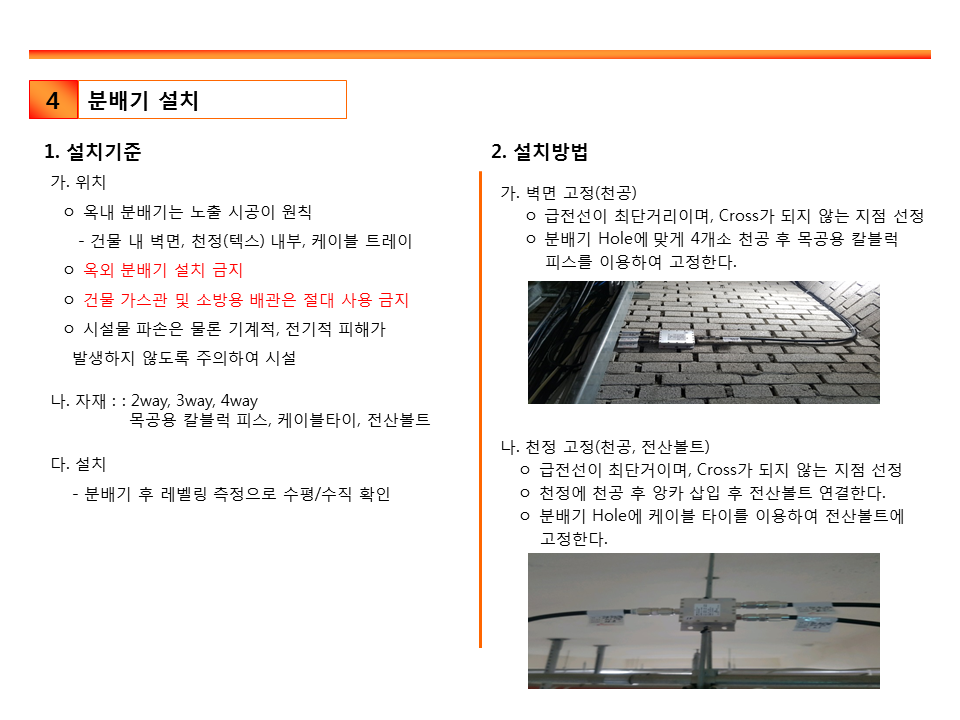 4
분배기 설치
1. 설치기준
가. 위치
ㅇ 옥내 분배기는 노출 시공이 원칙
- 건물 내 벽면, 천정(텍스) 내부, 케이블 트레이
ㅇ 옥외 분배기 설치 금지
ㅇ 건물 가스관 및 소방용 배관은 절대 사용 금지
ㅇ 시설물 파손은 물론 기계적, 전기적 피해가
발생하지 않도록 주의하여 시설
나. 자재 : : 2way, 3way, 4way
목공용 칼블럭 피스, 케이블타이, 전산볼트
다. 설치
- 분배기 후 레벨링 측정으로 수평/수직 확인
2. 설치방법
가. 벽면 고정(천공)
ㅇ 급전선이 최단거리이며, Cross가 되지 않는 지점 선정
ㅇ 분배기 Hole에 맞게 4개소 천공 후 목공용 칼블럭
피스를 이용하여 고정한다.
나. 천정 고정(천공, 전산볼트)
ㅇ 급전선이 최단거이며, Cross가 되지 않는 지점 선정
ㅇ 천정에 천공 후 앙카 삽입 후 전산볼트 연결한다.
ㅇ 분배기 Hole에 케이블 타이를 이용하여 전산볼트에
고정한다.